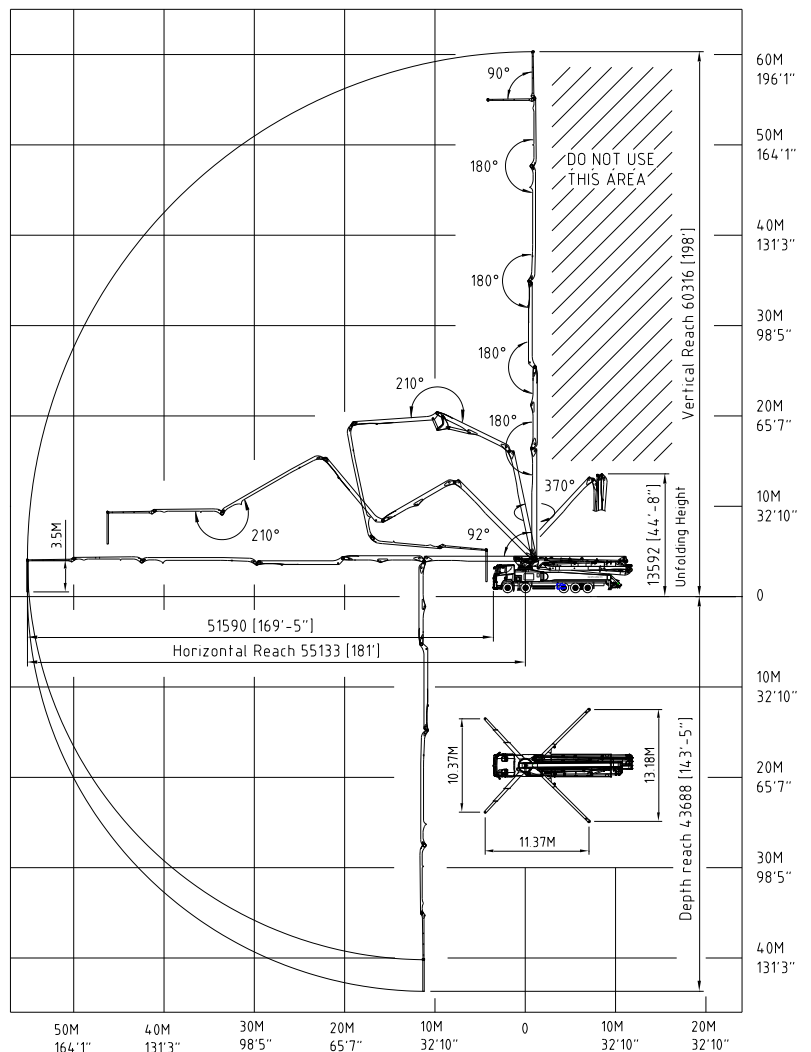 60M
196'1"
90°
50M
164'1"
180°
DO NOT USE
THIS AREA
40M
131'3"
180°
Vertical Reach 60316 [198']
30M
98'5"
180°
210°
20M
65'7"
180°
370°
10M
32'10"
3.5M
210°
92°
13592 [44'-8"]
Unfolding Height
0
51590 [169'-5"]
Horizontal Reach 55133 [181']
10M
32'10"
10.37M
13.18M
20M
65'7"
11.37M
Depth reach 43688 [143'-5"]
30M
98'5"
40M
131'3"
50M
164'1"
40M
131'3"
30M
98'5"
20M
65'7"
10M
32'10"
0
10M
32'10"
20M
32'10"